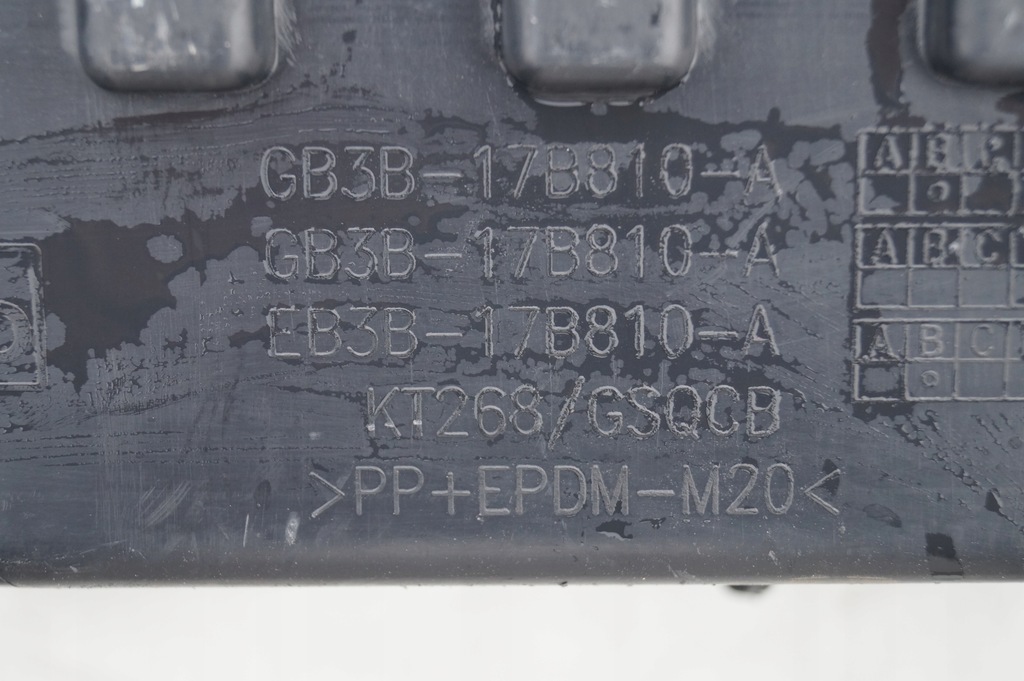 GB3B-17B810-A
GB3B-17B810-A
EB3B-17B810-A
KT268/GSQCB
>PP+EPDM-M20<
A B C
A B C
A B C